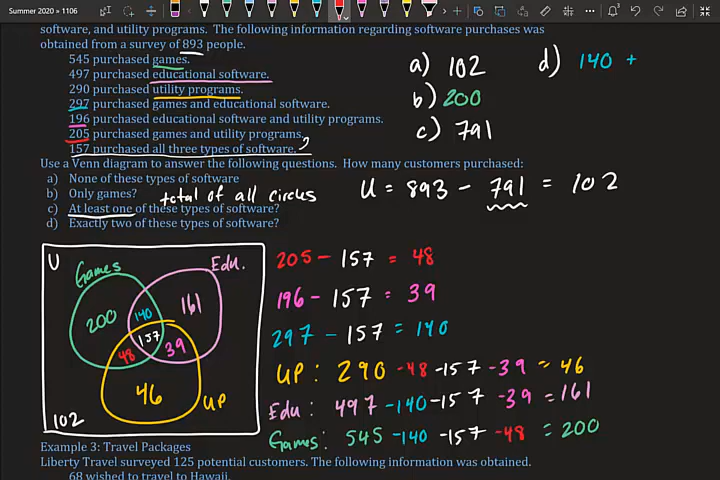 Summer 2020 » 1106
software, and utility programs. The following information regarding software purchases was
obtained from a survey of 893 people.
545 purchased games.
497 purchased educational software.
290 purchased utility programs.
297 purchased games and educational software.
196 purchased educational software and utility programs.
205 purchased games and utility programs.
157 purchased all three types of software.
Use a Venn diagram to answer the following questions. How many customers purchased:
a) None of these types of software
b) Only games?
c) At least one of these types of software?
d) Exactly two of these types of software?
total of all circles
a) 102
b) 200
c) 791
d) 140 +
U = 893 - 791 = 102
U
Games
Edu.
200
140
161
157
48
39
46
UP
102
205 - 157 = 48
196 - 157 = 39
297 - 157 = 140
UP: 290 -48 -157 -39 = 46
Edu: 497 -140 -157 -39 = 161
Games: 545 -140 -157 -48 = 200
Example 3: Travel Packages
Liberty Travel surveyed 125 potential customers. The following information was obtained.
68 wished to travel to Hawaii.